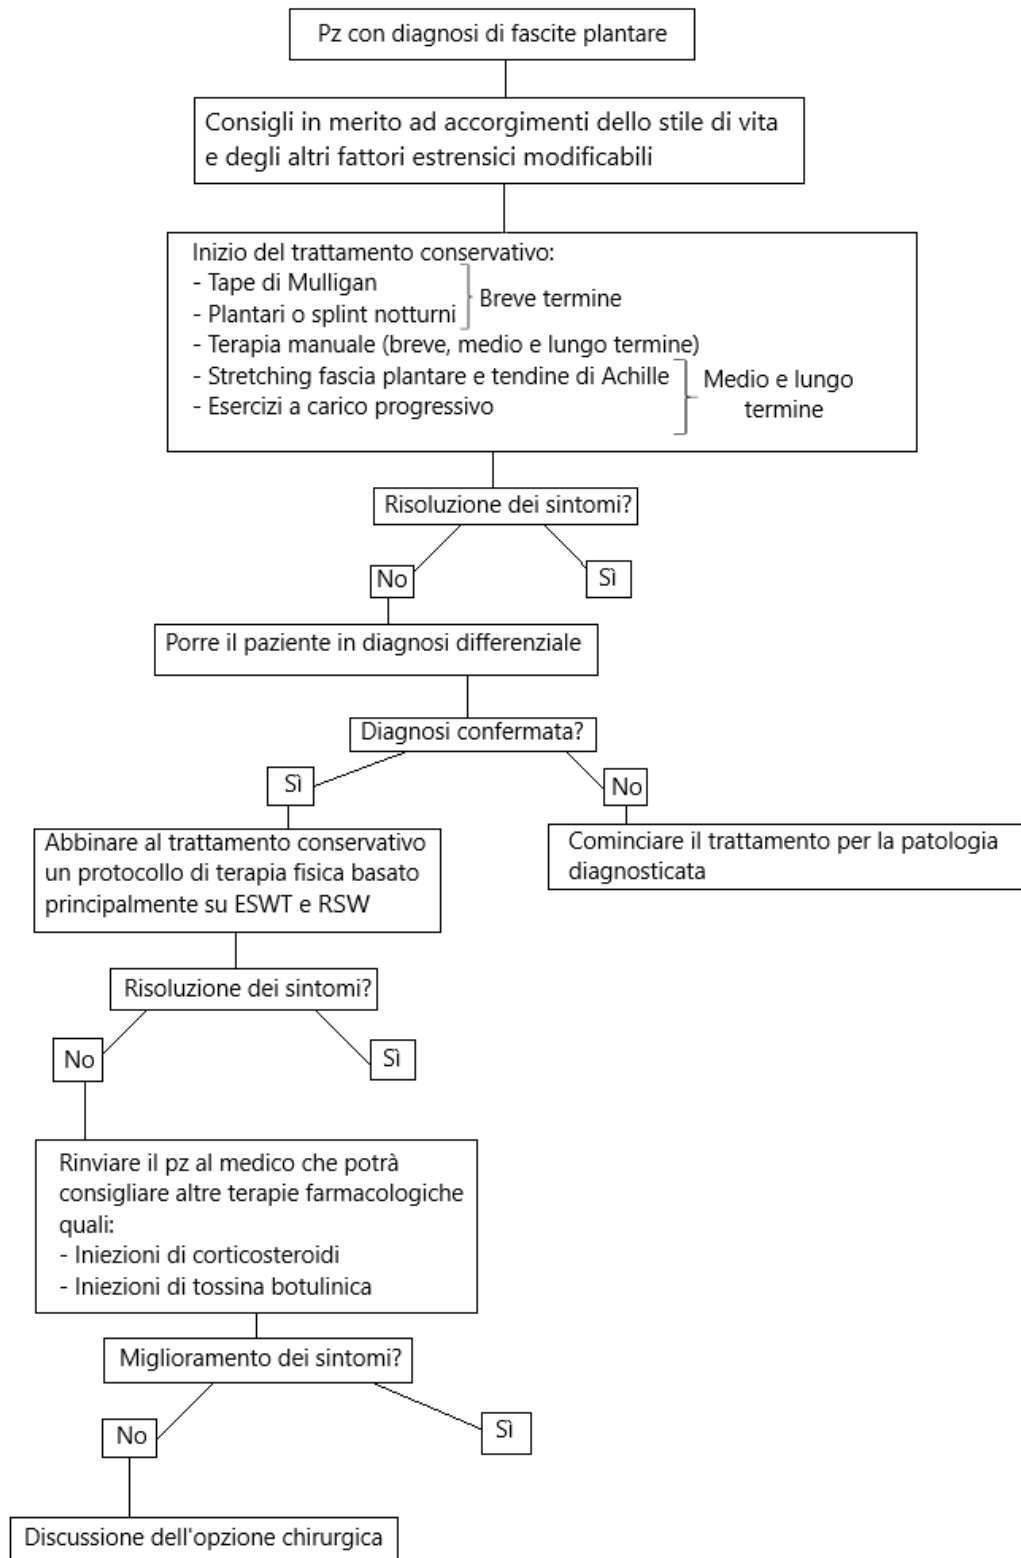 Pz con diagnosi di fascite plantare
Consigli in merito ad accorgimenti dello stile di vita
e degli altri fattori estrensici modificabili
Inizio del trattamento conservativo:
- Tape di Mulligan
- Plantari o splint notturni
Breve termine
- Terapia manuale (breve, medio e lungo termine)
- Stretching fascia plantare e tendine di Achille
- Esercizi a carico progressivo
Medio e lungo
termine
Risoluzione dei sintomi?
No
Sì
Porre il paziente in diagnosi differenziale
Diagnosi confermata?
Sì
No
Abbinare al trattamento conservativo
un protocollo di terapia fisica basato
principalmente su ESWT e RSW
Cominciare il trattamento per la patologia
diagnosticata
Risoluzione dei sintomi?
No
Sì
Rinviare il pz al medico che potrà
consigliare altre terapie farmacologiche
quali:
- Iniezioni di corticosteroidi
- Iniezioni di tossina botulinica
Miglioramento dei sintomi?
No
Sì
Discussione dell'opzione chirurgica